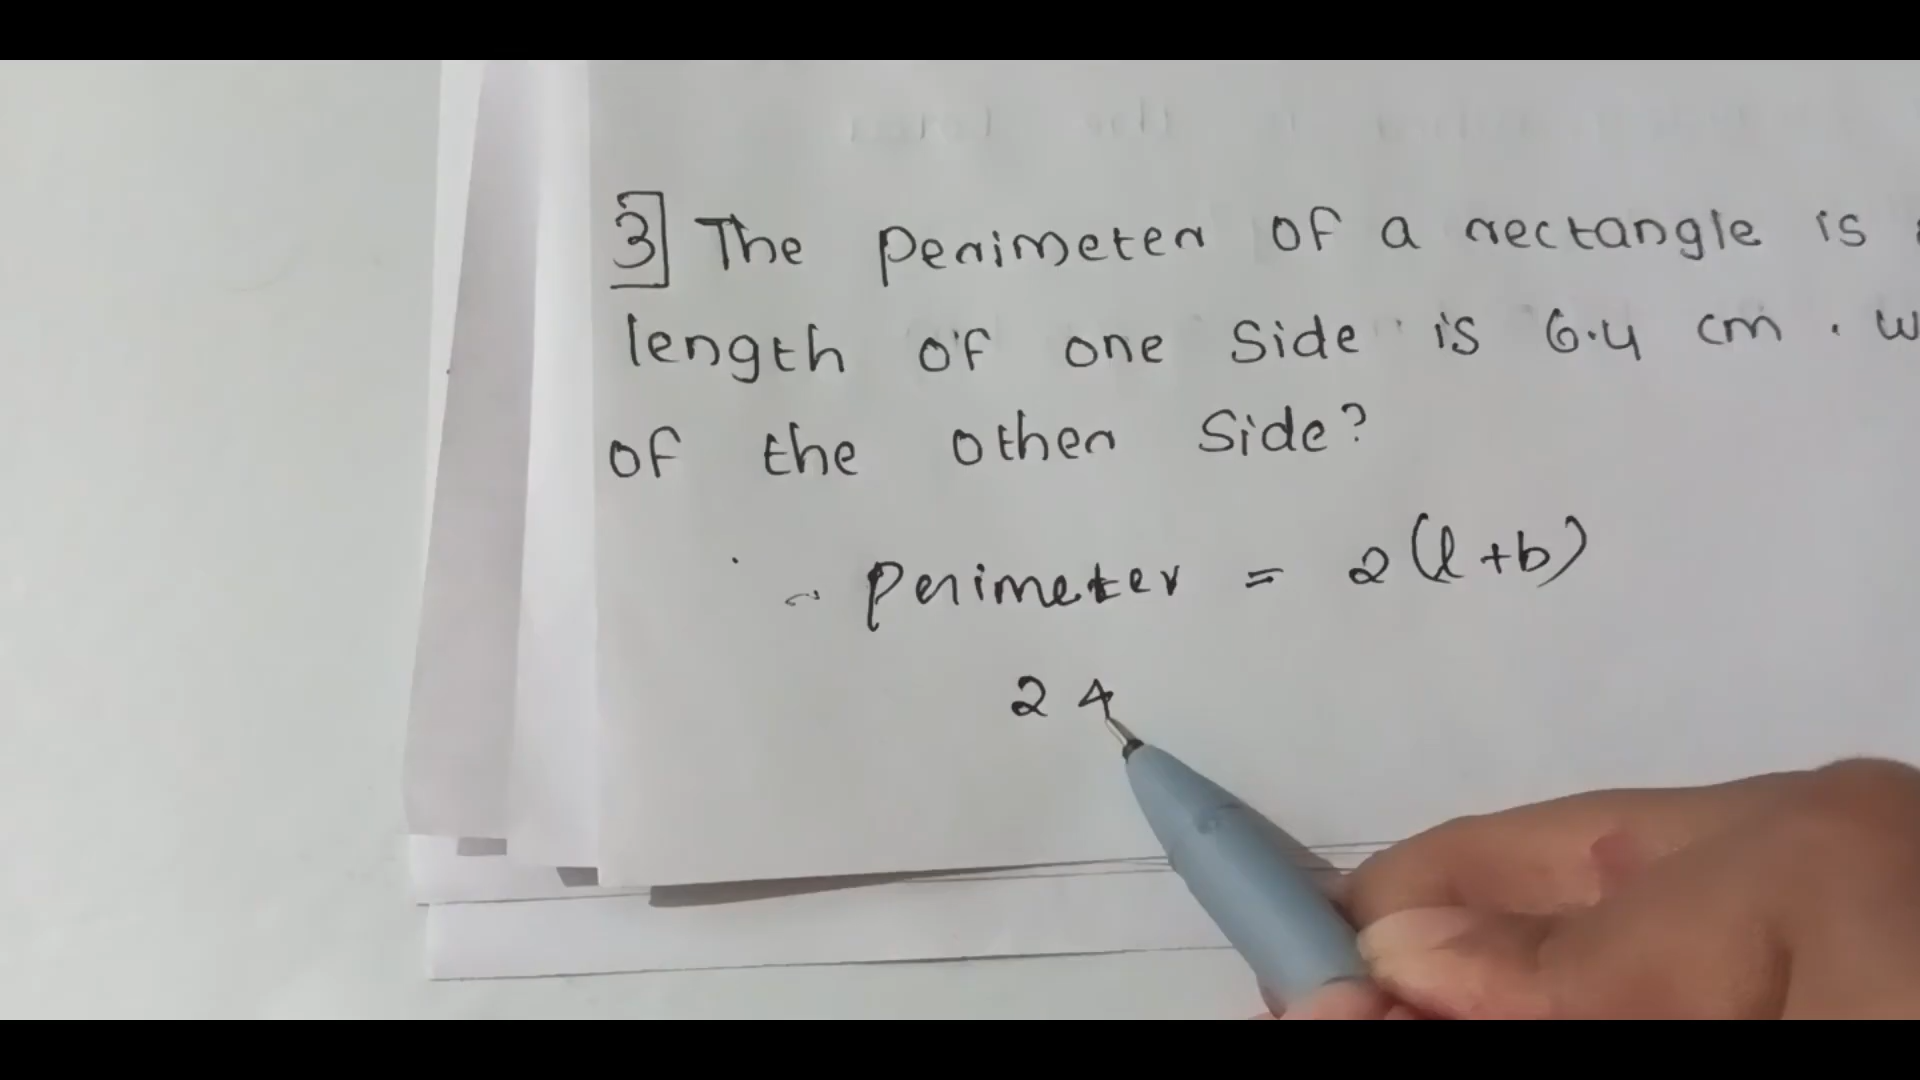 3] The Perimeter of a rectangle is
length of one Side is 6.4 cm. w
of the other Side?
Perimeter = 2(l+b)
24